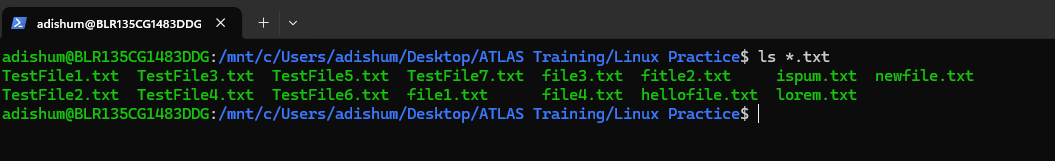 adishum@BLR135CG1483DDG
adishum@BLR135CG1483DDG:/mnt/c/Users/adishum/Desktop/ATLAS Training/Linux Practice$ ls *.txt
TestFile1.txt  TestFile3.txt  TestFile5.txt  TestFile7.txt  file3.txt  fitle2.txt     ispum.txt  newfile.txt
TestFile2.txt  TestFile4.txt  TestFile6.txt  file1.txt      file4.txt  hellofile.txt  lorem.txt
adishum@BLR135CG1483DDG:/mnt/c/Users/adishum/Desktop/ATLAS Training/Linux Practice$